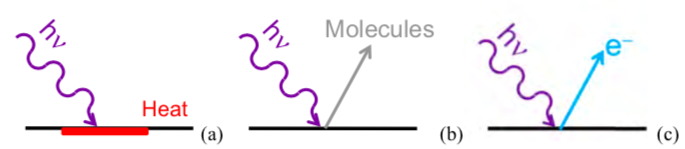 hν
Heat
(a)
hν
Molecules
(b)
hν
e⁻
(c)